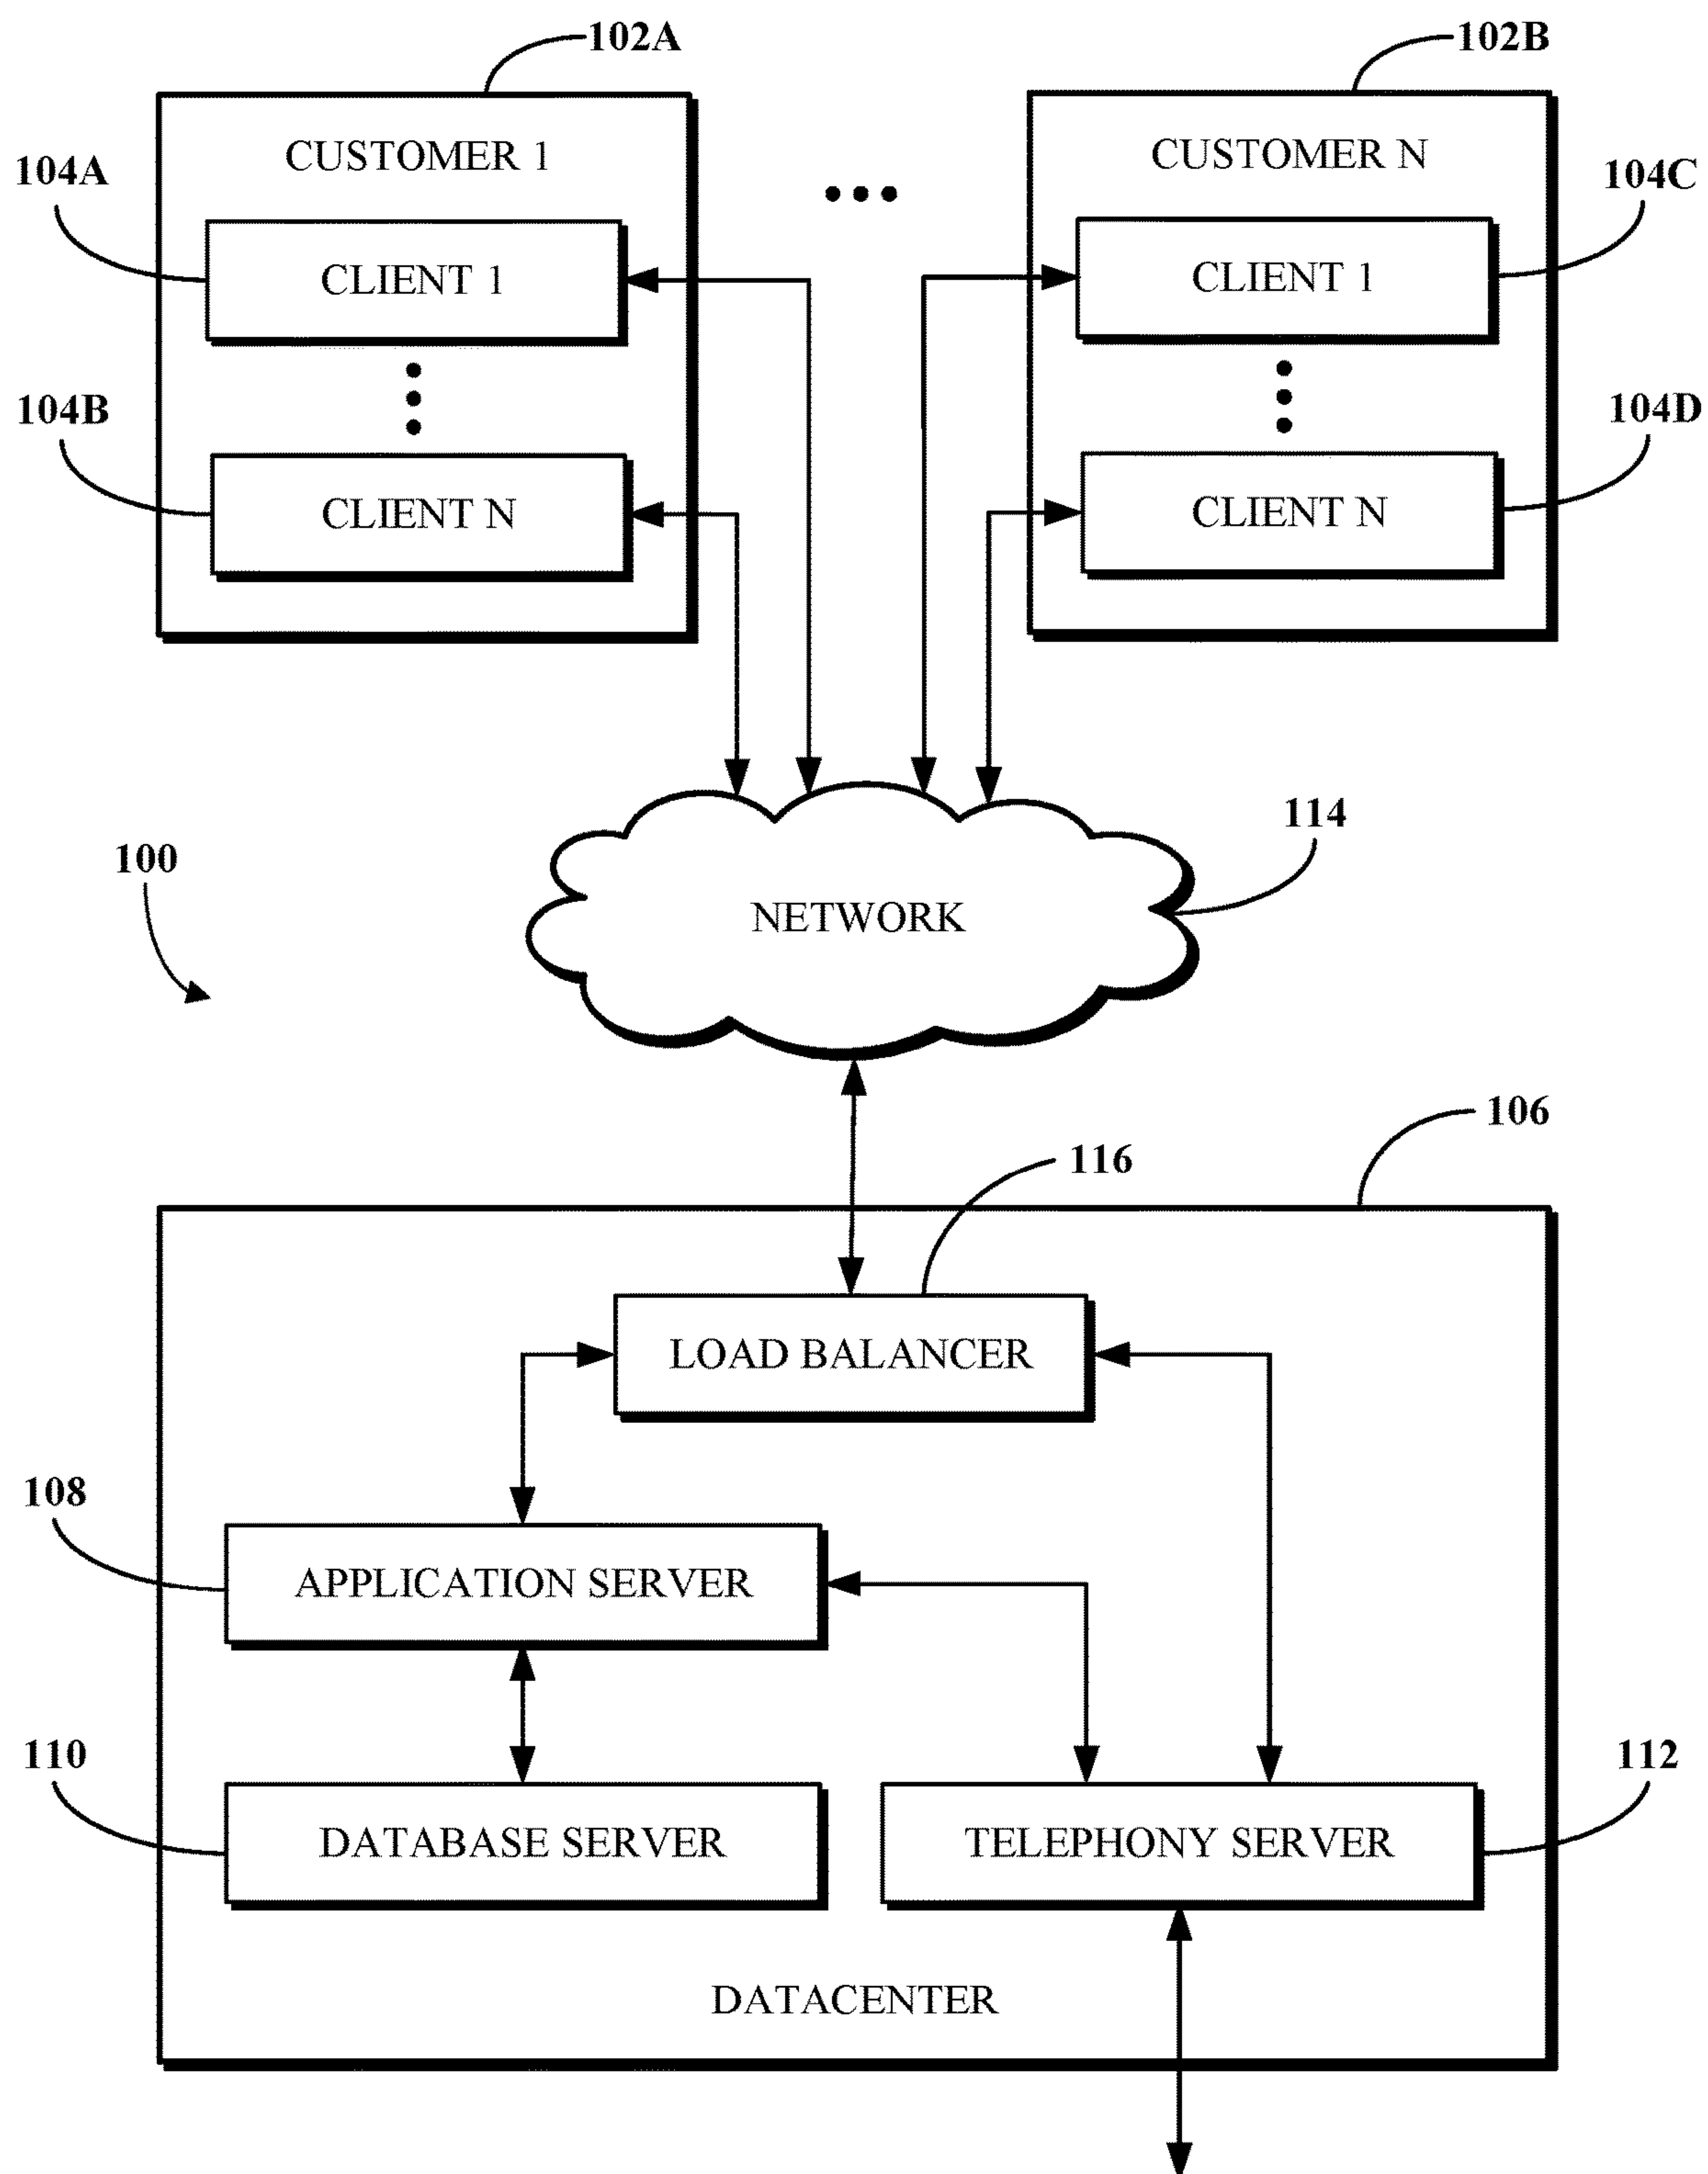 102A
102B
CUSTOMER 1
CUSTOMER N
104A
104C
CLIENT 1
CLIENT 1
104B
104D
CLIENT N
CLIENT N
114
100
NETWORK
106
116
LOAD BALANCER
108
APPLICATION SERVER
110
112
DATABASE SERVER
TELEPHONY SERVER
DATACENTER